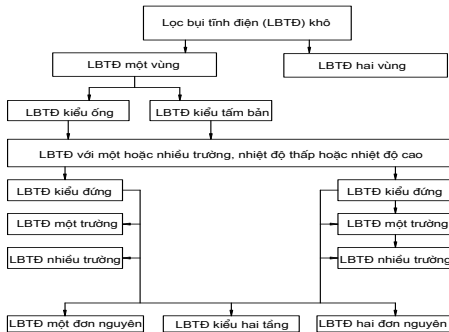 Lọc bụi tĩnh điện (LBTĐ) khô
LBTĐ một vùng
LBTĐ hai vùng
LBTĐ kiểu ống
LBTĐ kiểu tấm bản
LBTĐ với một hoặc nhiều trường, nhiệt độ thấp hoặc nhiệt độ cao
LBTĐ kiểu đứng
LBTĐ kiểu đứng
LBTĐ một trường
LBTĐ một trường
LBTĐ nhiều trường
LBTĐ nhiều trường
LBTĐ một đơn nguyên
LBTĐ kiểu hai tầng
LBTĐ hai đơn nguyên